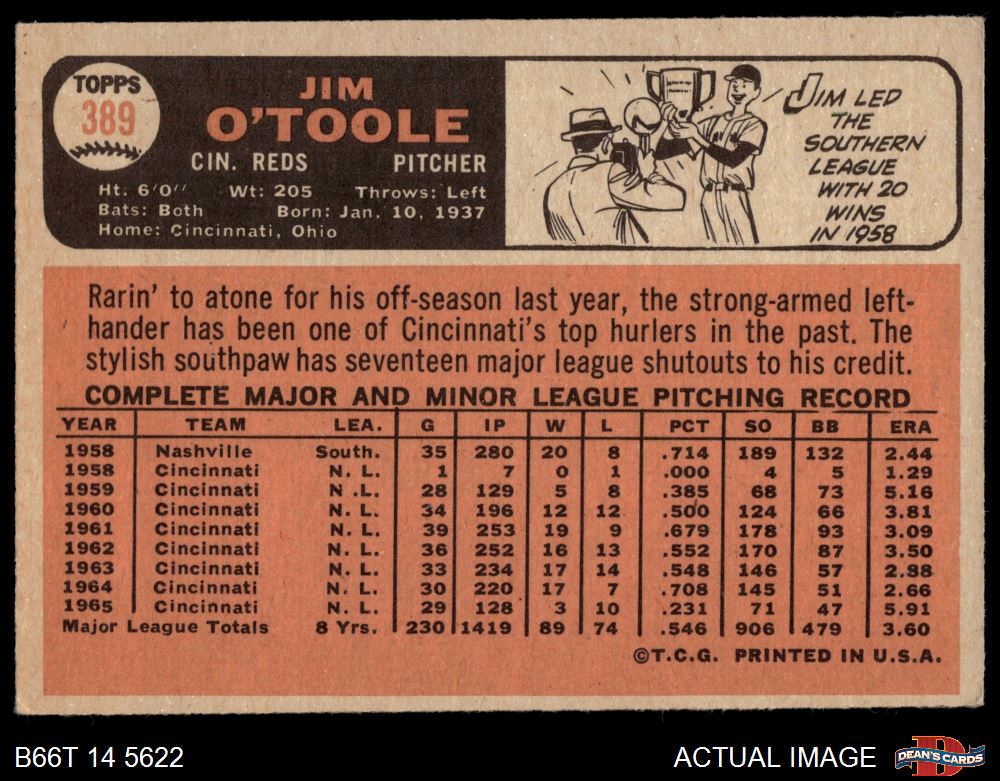 TOPPS
389
JIM
O'TOOLE
CIN. REDS PITCHER
Ht. 6'0" Wt: 205 Throws: Left
Bats: Both Born: Jan. 10, 1937
Home: Cincinnati, Ohio
JIM LED
THE
SOUTHERN
LEAGUE
WITH 20
WINS
IN 1958
Rarin' to atone for his off-season last year, the strong-armed left-
hander has been one of Cincinnati's top hurlers in the past. The
stylish southpaw has seventeen major league shutouts to his credit.
COMPLETE MAJOR AND MINOR LEAGUE PITCHING RECORD
YEAR TEAM LEA. G IP W L PCT SO BB ERA
1958 Nashville South. 35 280 20 8 .714 189 132 2.44
1958 Cincinnati N. L. 1 7 0 1 .000 4 5 1.29
1959 Cincinnati N .L. 28 129 5 8 .385 68 73 5.16
1960 Cincinnati N. L. 34 196 12 12 .500 124 66 3.81
1961 Cincinnati N. L. 39 253 19 9 .679 178 93 3.09
1962 Cincinnati N. L. 36 252 16 13 .552 170 87 3.50
1963 Cincinnati N. L. 33 234 17 14 .548 146 57 2.88
1964 Cincinnati N. L. 30 220 17 7 .708 145 51 2.66
1965 Cincinnati N. L. 29 128 3 10 .231 71 47 5.91
Major League Totals 8 Yrs. 230 1419 89 74 .546 906 479 3.60
©T.C.G. PRINTED IN U.S.A.
B66T 14 5622 ACTUAL IMAGE DEAN'S CARDS